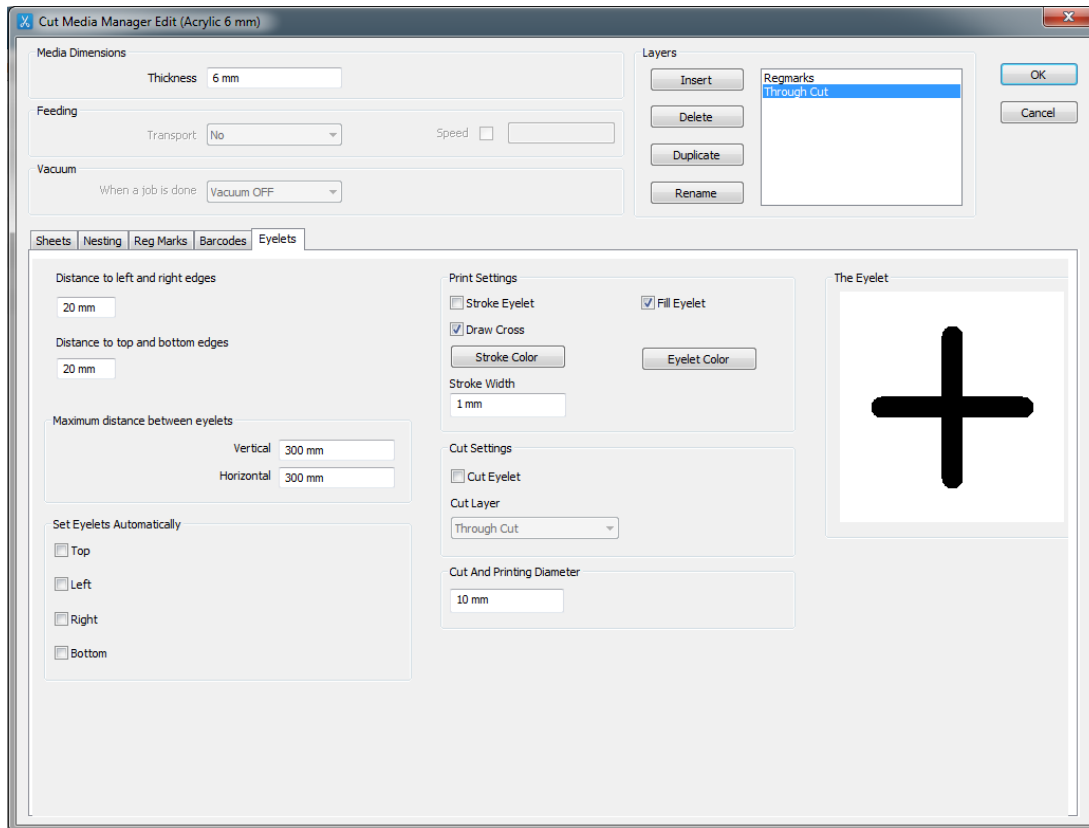 Cut Media Manager Edit (Acrylic 6 mm)
Media Dimensions
Thickness 6 mm
Feeding
Transport No Speed
Vacuum
When a job is done Vacuum OFF
Layers
Insert
Delete
Duplicate
Rename
Regmarks
Through Cut
OK
Cancel
Sheets Nesting Reg Marks Barcodes Eyelets
Distance to left and right edges
20 mm
Distance to top and bottom edges
20 mm
Maximum distance between eyelets
Vertical 300 mm
Horizontal 300 mm
Set Eyelets Automatically
Top
Left
Right
Bottom
Print Settings
Stroke Eyelet Fill Eyelet
Draw Cross
Stroke Color Eyelet Color
Stroke Width
1 mm
Cut Settings
Cut Eyelet
Cut Layer
Through Cut
Cut And Printing Diameter
10 mm
The Eyelet